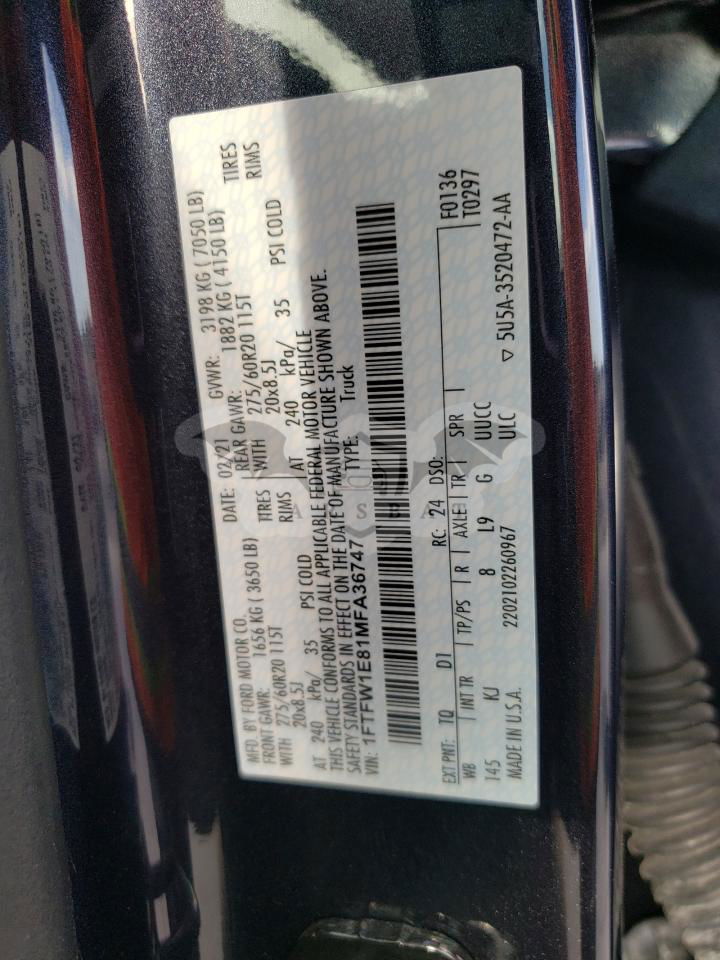 MFD. BY FORD MOTOR CO.
DATE: 02/21 GVWR: 3198 KG ( 7050 LB)
FRONT GAWR: 1656 KG ( 3650 LB) REAR GAWR: 1882 KG ( 4150 LB)
WITH 275/60R20 115T TIRES WITH 275/60R20 115T TIRES
20x8.5J RIMS 20x8.5J RIMS
AT 240 kPa/ 35 PSI COLD AT 240 kPa/ 35 PSI COLD
THIS VEHICLE CONFORMS TO ALL APPLICABLE FEDERAL MOTOR VEHICLE
SAFETY STANDARDS IN EFFECT ON THE DATE OF MANUFACTURE SHOWN ABOVE.
VIN: 1FTFW1E81MFA36747 TYPE: Truck
F0136
T0297
EXT PNT: TQ D1 RC: 24 DSO:
WB INT TR TP/PS R AXLE TR SPR
145 KJ 8 L9 G UUCC
MADE IN U.S.A. 2202102260967 ULC
▽ 5U5A-3520472-AA